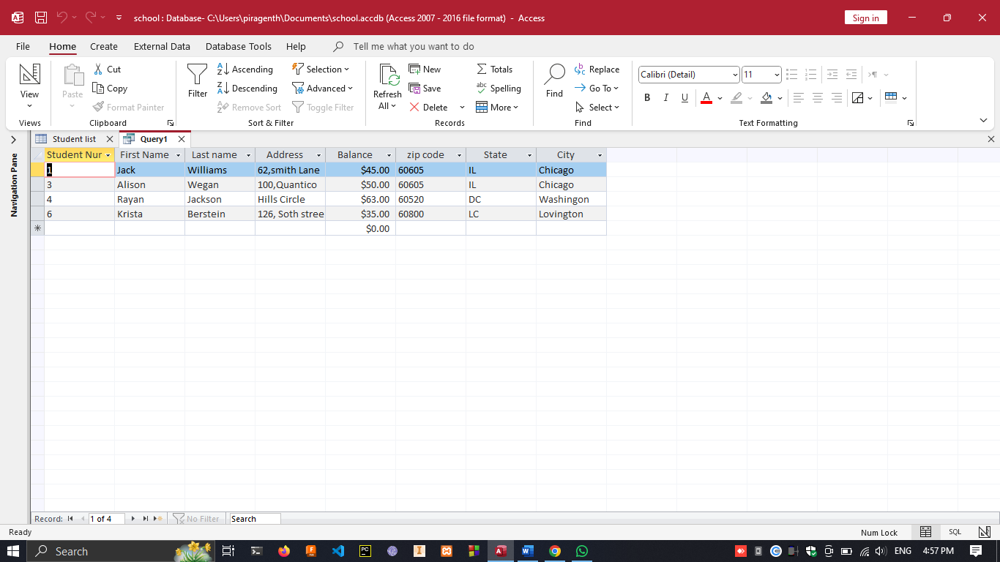 school : Database- C:\Users\piragenth\Documents\school.accdb (Access 2007 - 2016 file format) - Access Sign in
File Home Create External Data Database Tools Help Tell me what you want to do
View Paste Cut Copy Format Painter Filter Ascending Descending Remove Sort Selection Advanced Toggle Filter Refresh All New Save Delete Totals Spelling More Find Replace Go To Select Calibri (Detail) 11 B I U A
Views Clipboard Sort & Filter Records Find Text Formatting
Student list Query1
Navigation Pane
Student Nur First Name Last name Address Balance zip code State City
1 Jack Williams 62,smith Lane $45.00 60605 IL Chicago
3 Alison Wegan 100,Quantico $50.00 60605 IL Chicago
4 Rayan Jackson Hills Circle $63.00 60520 DC Washingon
6 Krista Berstein 126, Soth stree $35.00 60800 LC Lovington
$0.00
Record: 1 of 4 No Filter Search
Ready Num Lock SQL
Search ENG 4:57 PM